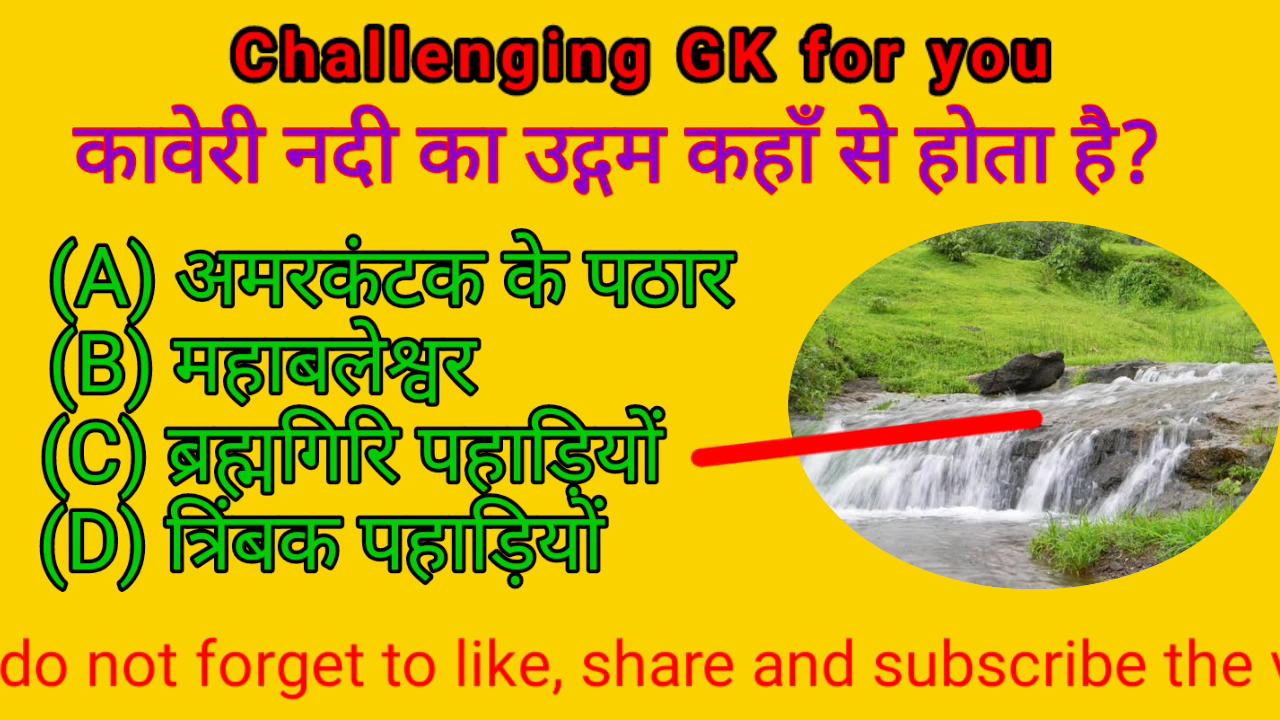 Challenging GK for you
कावेरी नदी का उद्गम कहाँ से होता है?
(A) अमरकंटक के पठार
(B) महाबलेश्वर
(C) ब्रह्मगिरि पहाड़ियों
(D) त्रिंबक पहाड़ियों
do not forget to like, share and subscribe the